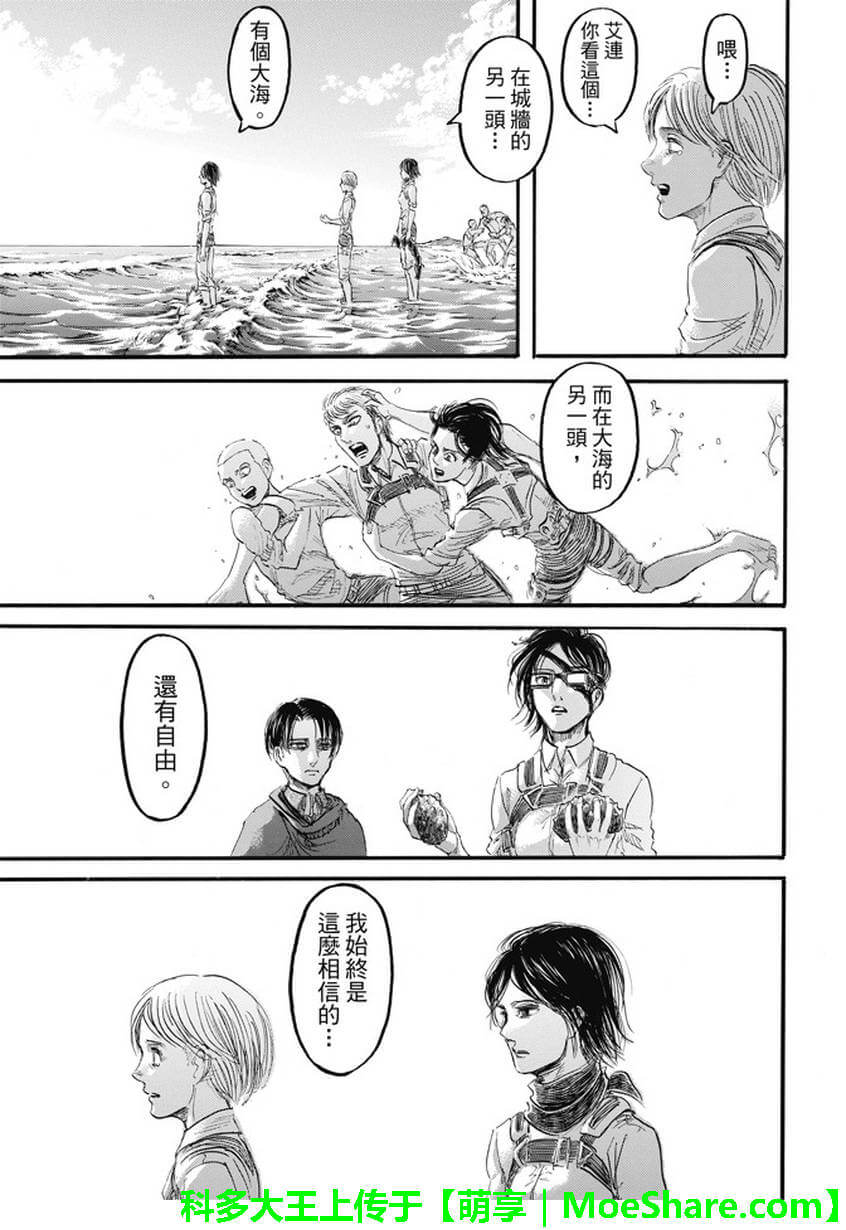 喂…
艾連
你看這個…
在城牆的
另一頭…
有個大海。
而在大海的
另一頭，
還有自由。
我始終是
這麼相信的…
科多大王上传于【萌享／MoeShare.com】